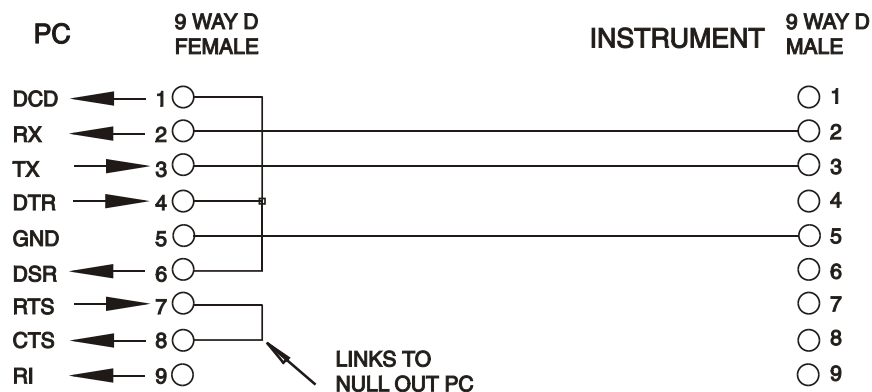 PC
9 WAY D
FEMALE
INSTRUMENT
9 WAY D
MALE
DCD 1 1
RX 2 2
TX 3 3
DTR 4 4
GND 5 5
DSR 6 6
RTS 7 7
CTS 8 8
RI 9 9
LINKS TO
NULL OUT PC